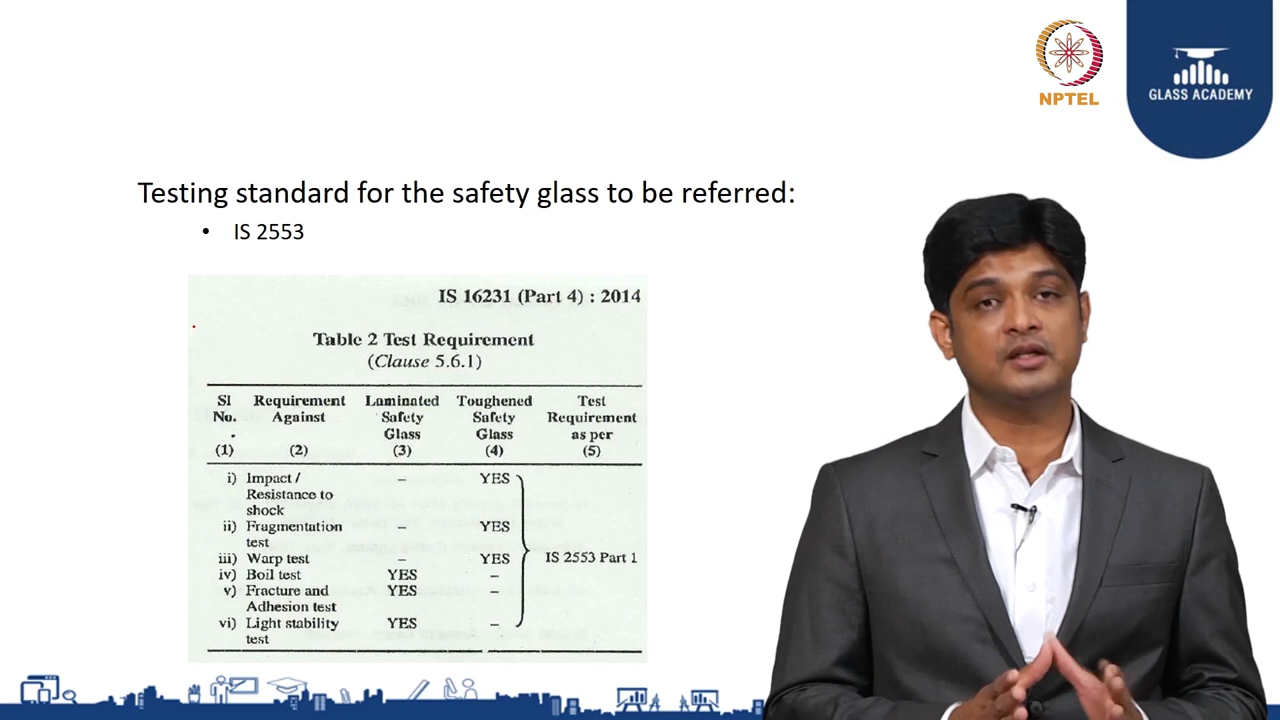 NPTEL
GLASS ACADEMY
Testing standard for the safety glass to be referred:
• IS 2553
IS 16231 (Part 4) : 2014
Table 2 Test Requirement
(Clause 5.6.1)
Sl Requirement Laminated Toughened Test
No. Against Safety Safety Requirement
Glass Glass as per
(1) (2) (3) (4) (5)
i) Impact / – YES
Resistance to
shock
ii) Fragmentation – YES
test
iii) Warp test – YES IS 2553 Part 1
iv) Boil test YES –
v) Fracture and YES –
Adhesion test
vi) Light stability YES –
test